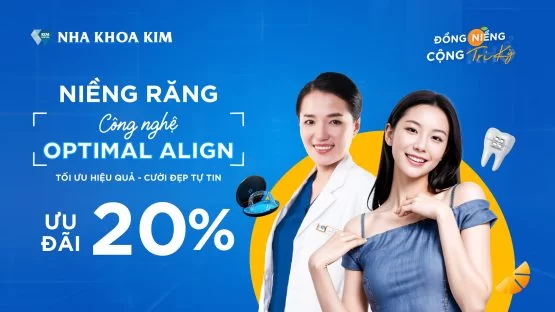 NHA KHOA KIM
ĐỒNG NIỀNG
CỘNG Tri Kỷ
NIỀNG RĂNG
Công nghệ
OPTIMAL ALIGN
TỐI ƯU HIỆU QUẢ - CƯỜI ĐẸP TỰ TIN
ƯU
ĐÃI
20%